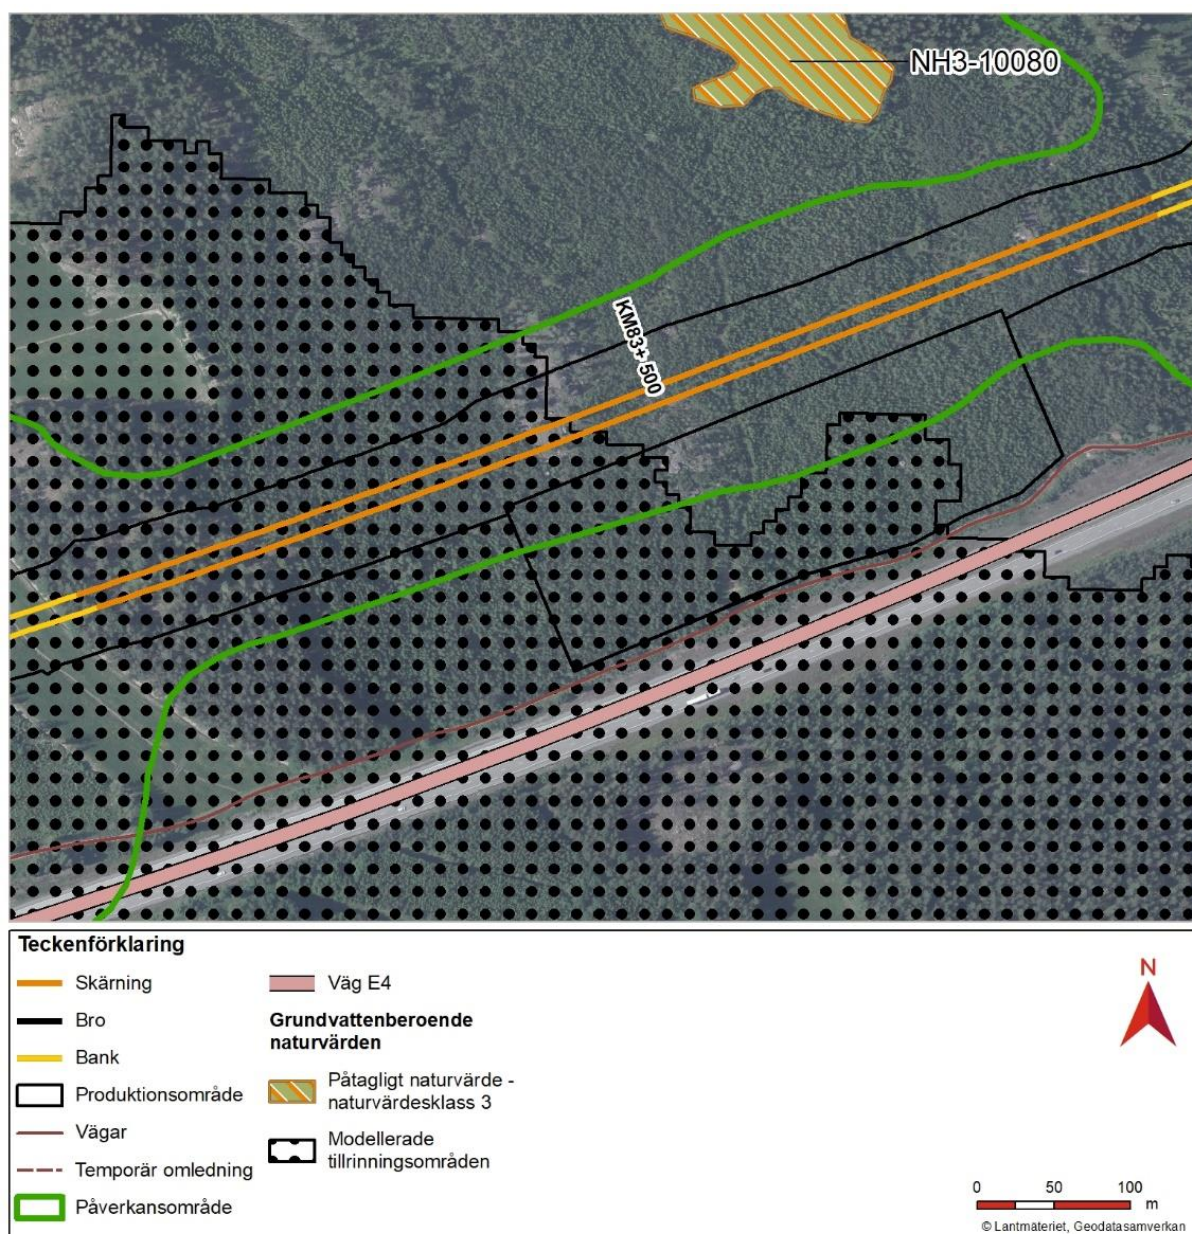 NH3-10080
KM83+500
Teckenförklaring
Skärning
Bro
Bank
Produktionsområde
Vägar
Temporär omledning
Påverkansområde
Väg E4
Grundvattenberoende
naturvärden
Påtagligt naturvärde -
naturvärdesklass 3
Modellerade
tillrinningsområden
N
0 50 100
m
© Lantmäteriet, Geodatasamverkan